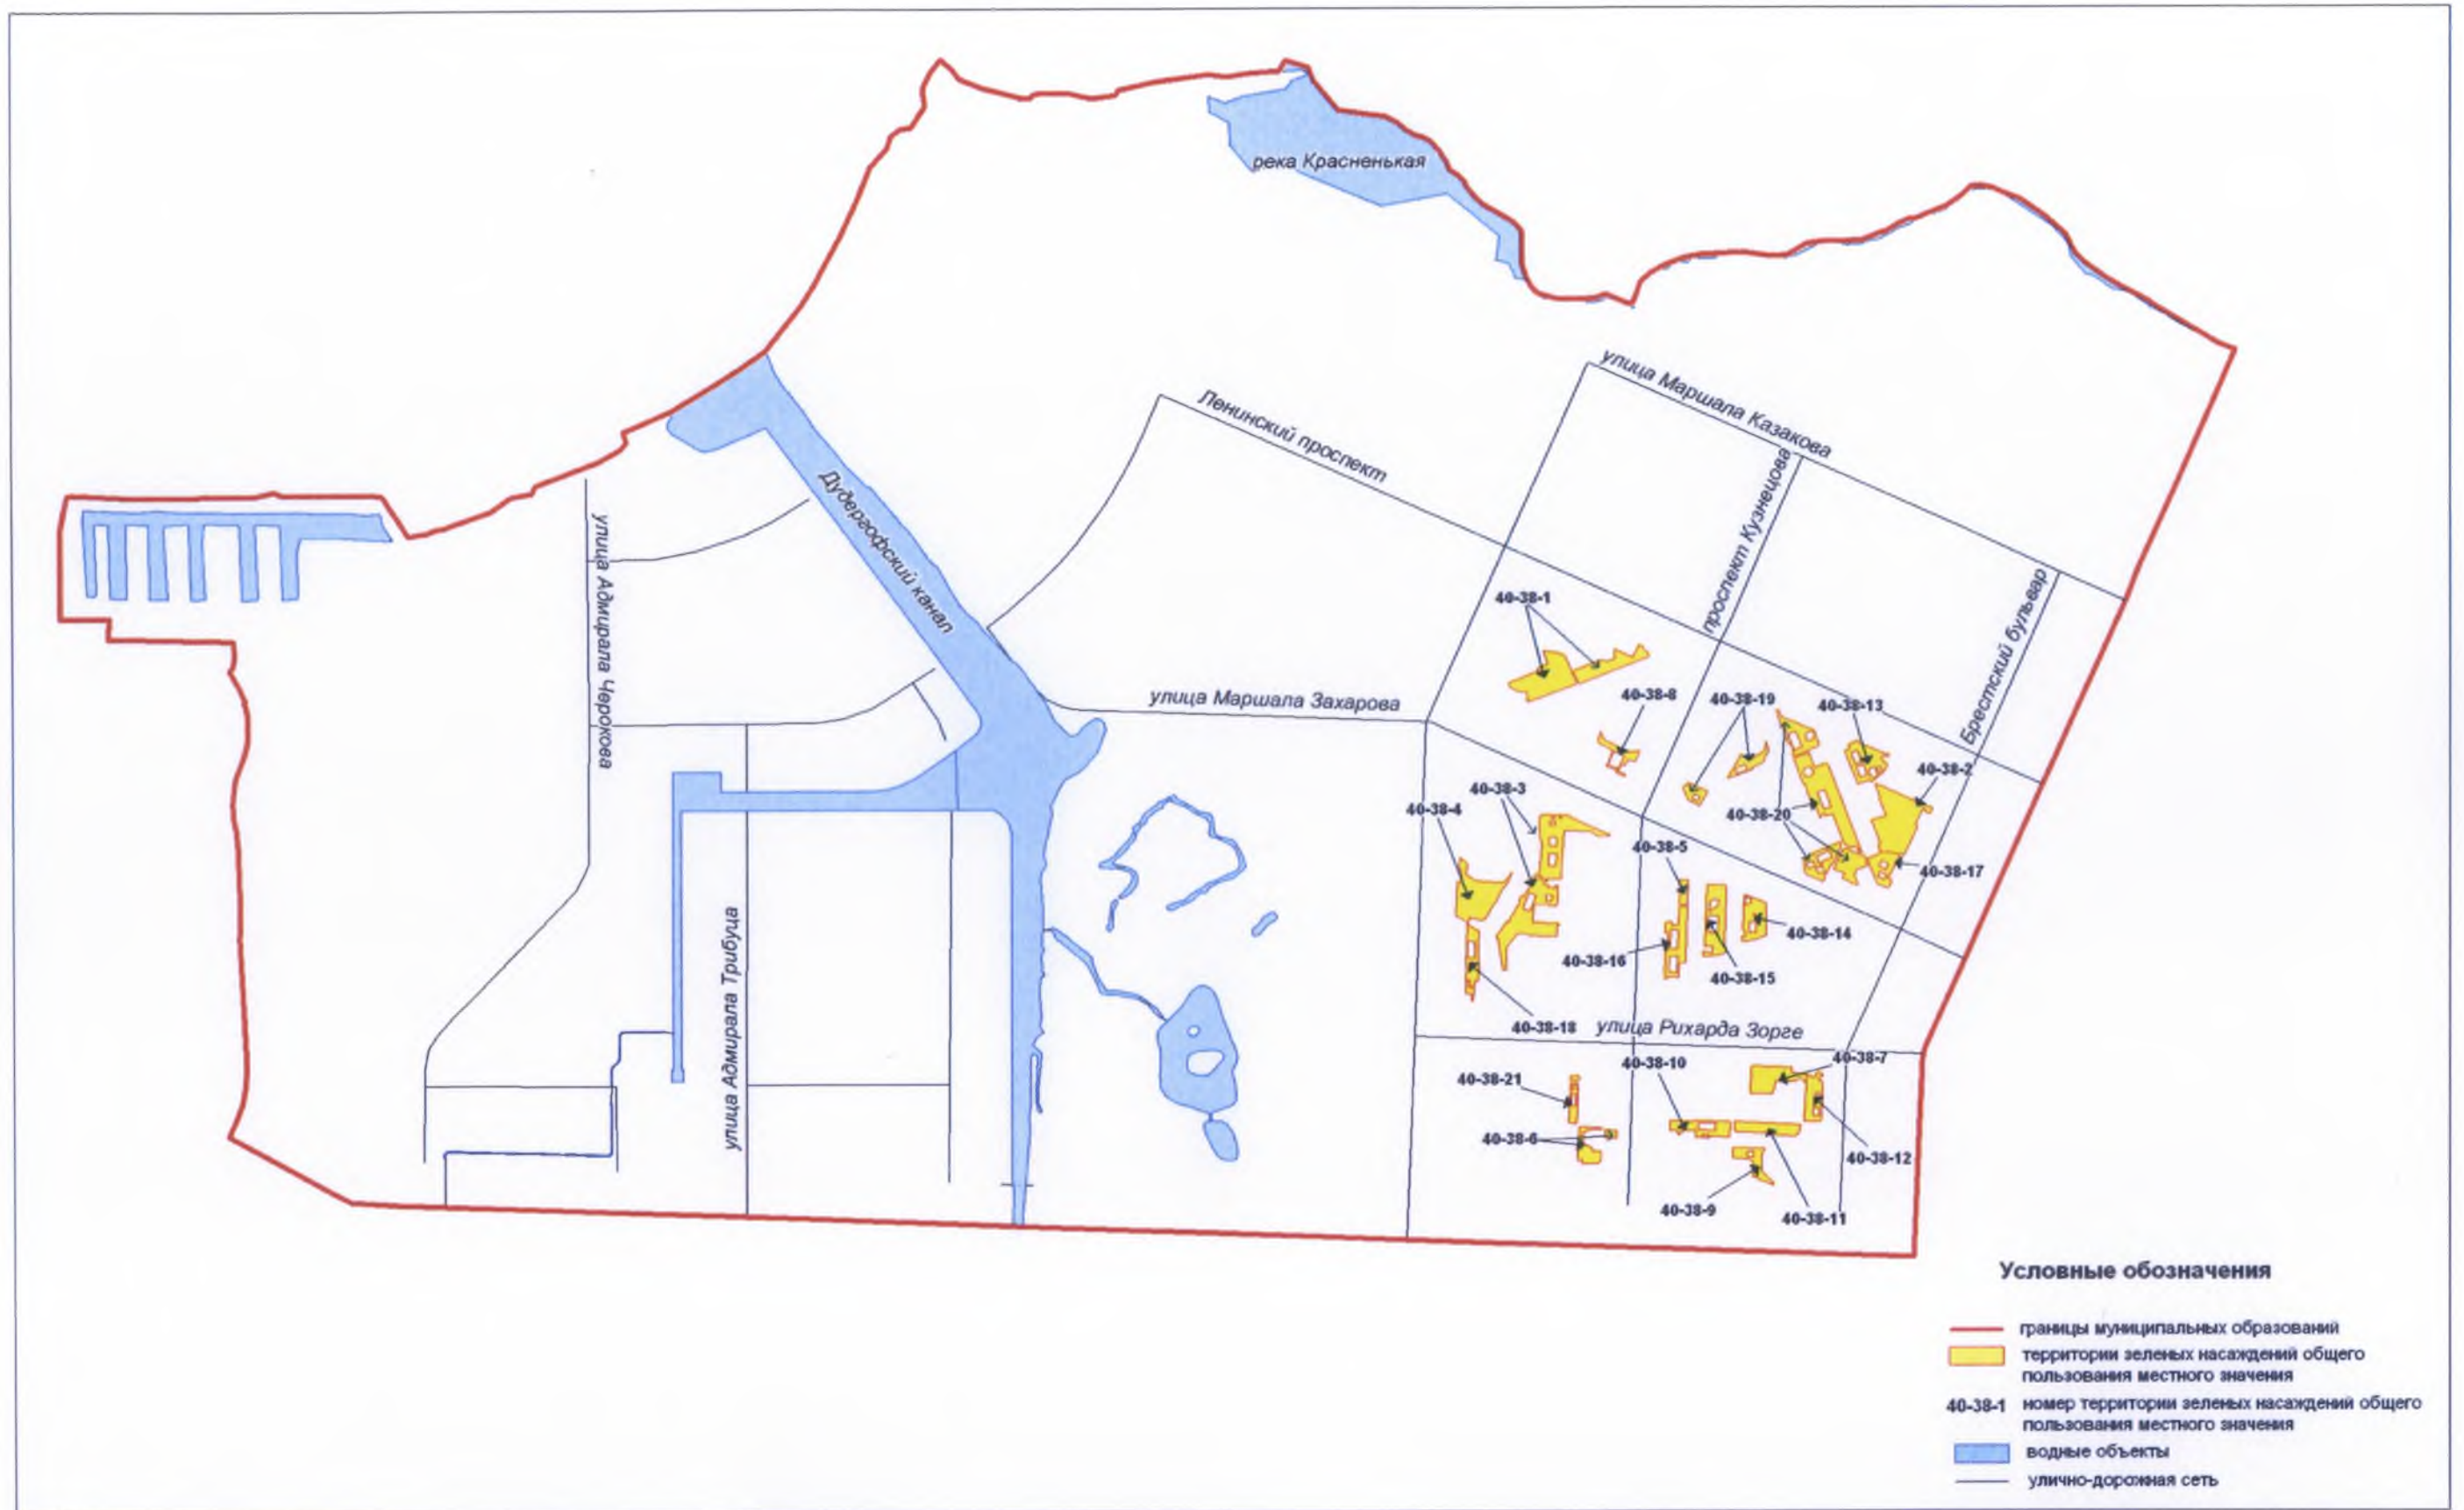 река Красненькая
улица Маршала Казакова
Ленинский проспект
проспект Кузнецова
Дудергофский канал
улица Адмирала Черокова
Брестский бульвар
40-38-1
улица Маршала Захарова
40-38-8
40-38-19
40-38-13
40-38-2
40-38-3
40-38-4
40-38-20
40-38-5
40-38-17
40-38-14
40-38-16
40-38-15
улица Адмирала Трибуца
40-38-18
улица Рихарда Зорге
40-38-7
40-38-10
40-38-21
40-38-6
40-38-12
40-38-9
40-38-11
Условные обозначения
границы муниципальных образований
территории зеленых насаждений общего
пользования местного значения
40-38-1 номер территории зеленых насаждений общего
пользования местного значения
водные объекты
улично-дорожная сеть